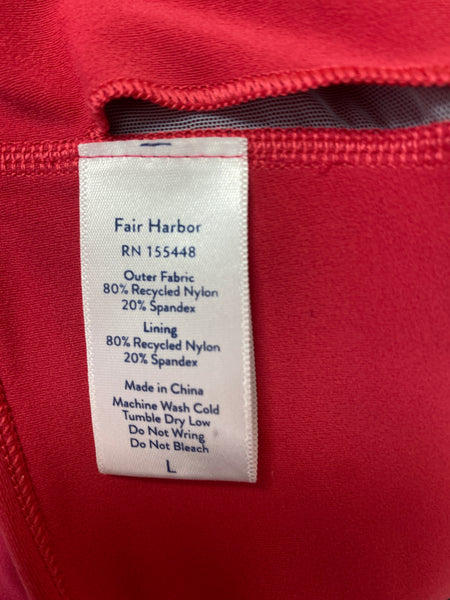 Fair Harbor
RN 155448
Outer Fabric
80% Recycled Nylon
20% Spandex
Lining
80% Recycled Nylon
20% Spandex
Made in China
Machine Wash Cold
Tumble Dry Low
Do Not Wring
Do Not Bleach
L